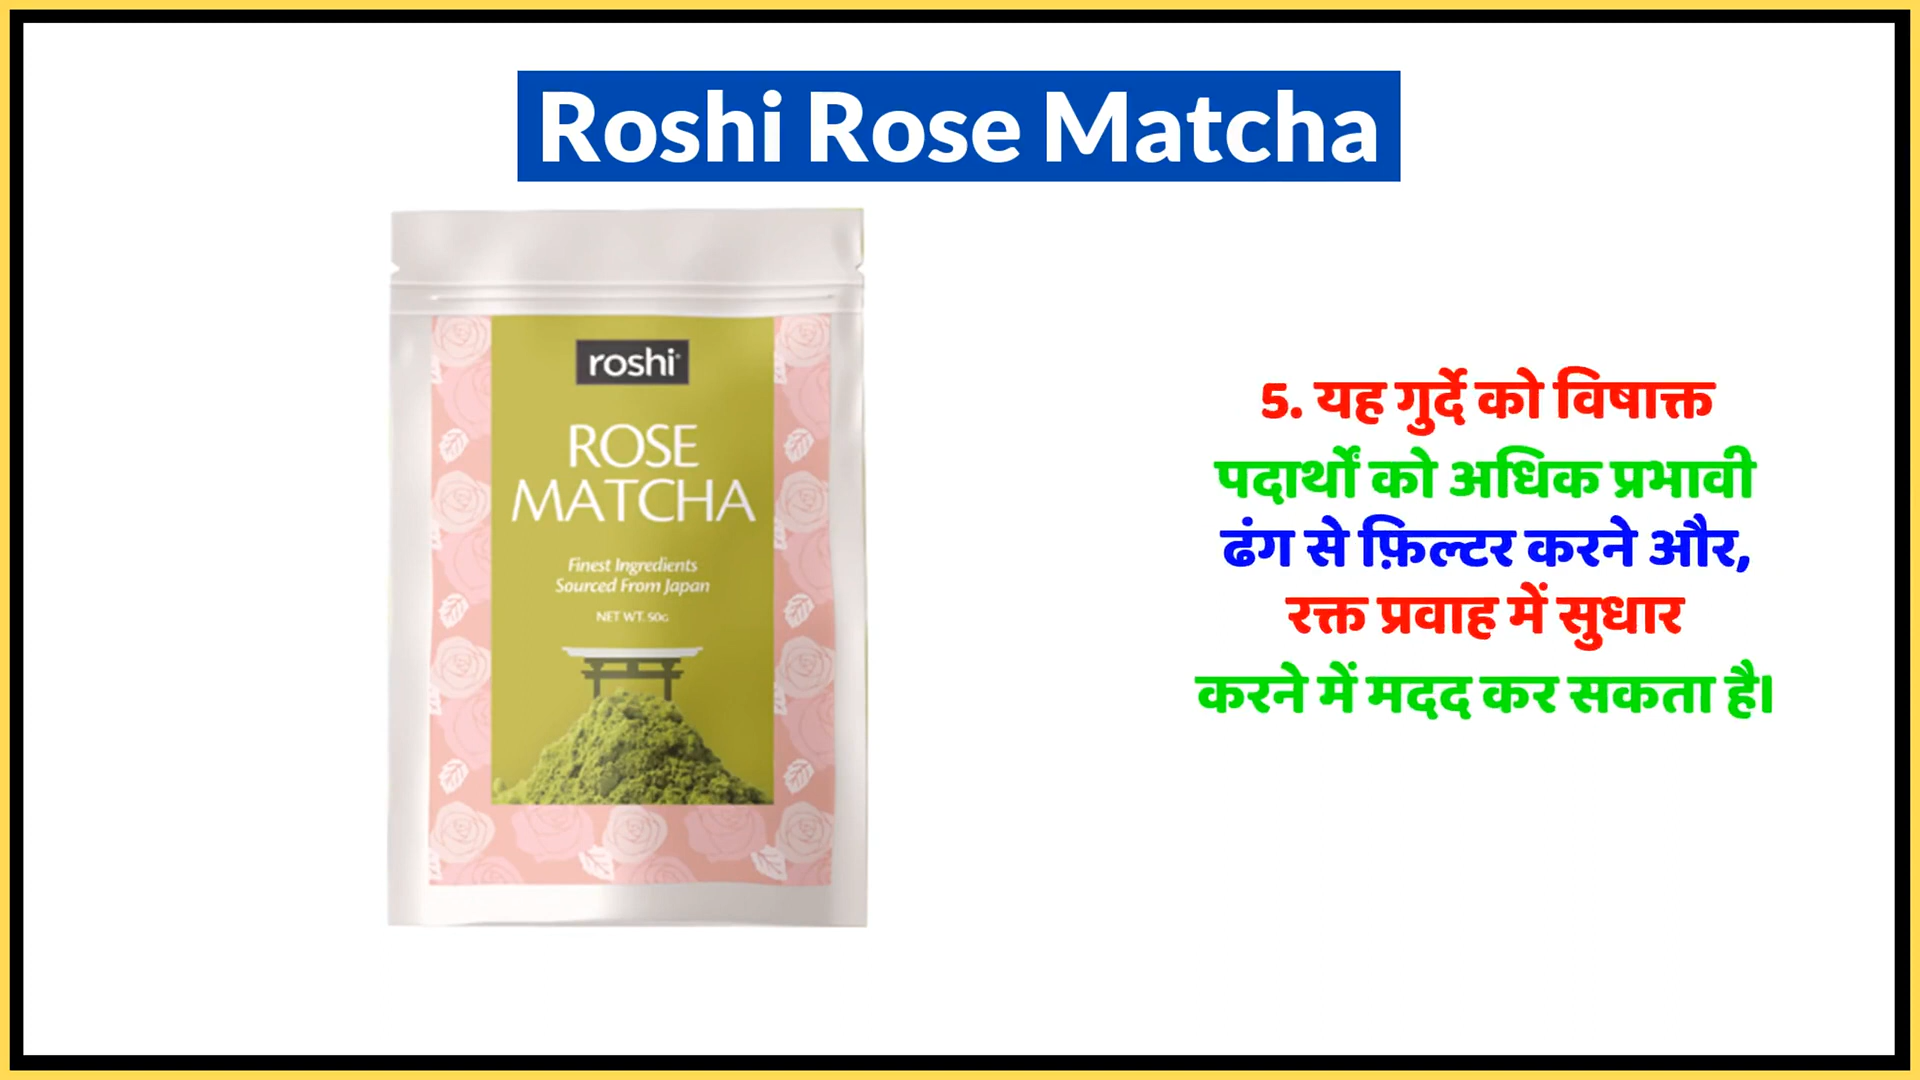 Roshi Rose Matcha
roshi
ROSE
MATCHA
Finest Ingredients
Sourced From Japan
NET WT. 50G
5. यह गुर्दे को विषाक्त
पदार्थों को अधिक प्रभावी
ढंग से फ़िल्टर करने और,
रक्त प्रवाह में सुधार
करने में मदद कर सकता है।